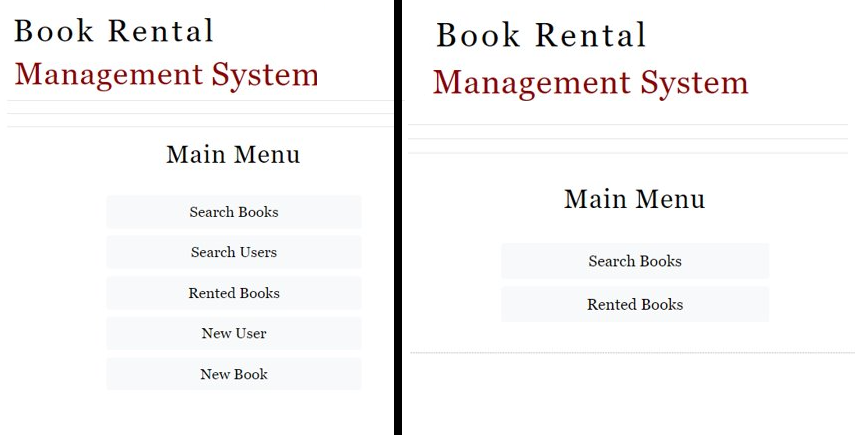 Book Rental
Management System
Main Menu
Search Books
Search Users
Rented Books
New User
New Book
Book Rental
Management System
Main Menu
Search Books
Rented Books